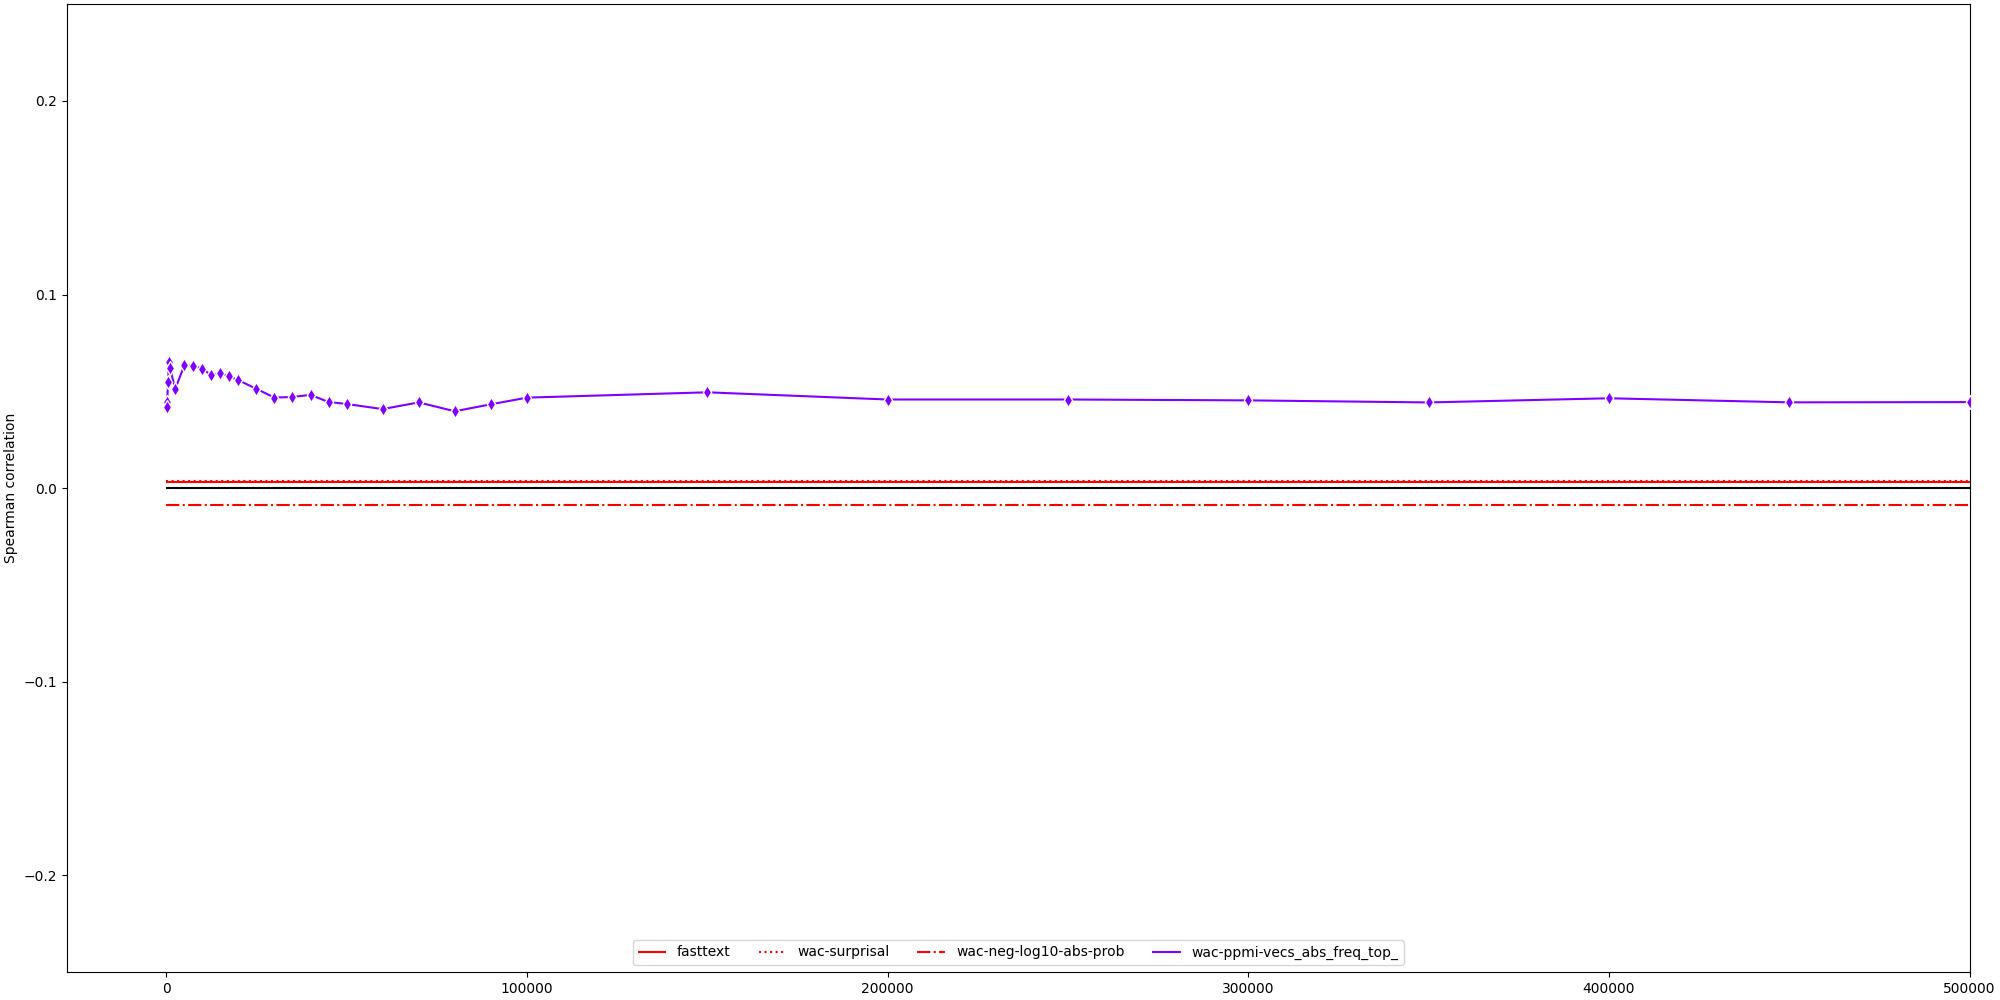 0.2
0.1
0.0
−0.1
−0.2
Spearman correlation
fasttext wac-surprisal wac-neg-log10-abs-prob wac-ppmi-vecs_abs_freq_top_
0 100000 200000 300000 400000 500000